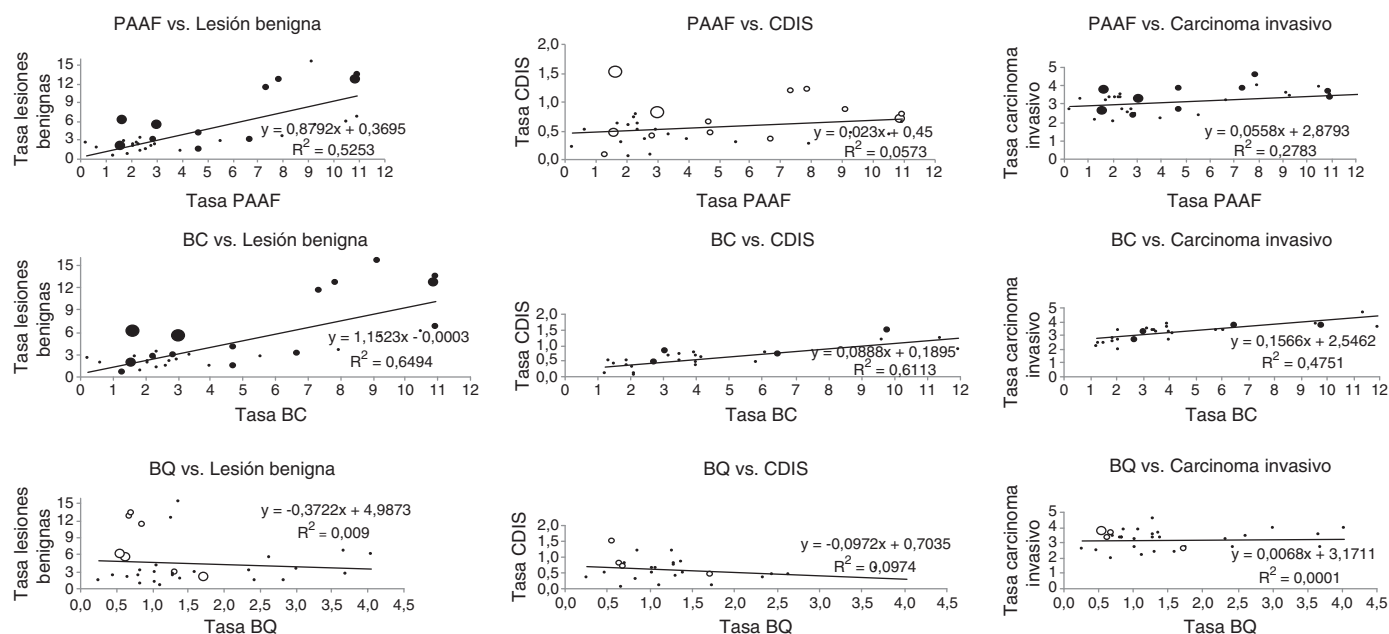 PAAF vs. Lesión benigna
Tasa lesiones
benignas
15
12
9
6
3
0
y = 0,8792x + 0,3695
R2 = 0,5253
0 1 2 3 4 5 6 7 8 9 10 11 12
Tasa PAAF
PAAF vs. CDIS
Tasa CDIS
2,0
1,5
1,0
0,5
0,0
y = 0,023x + 0,45
R2 = 0,0573
0 1 2 3 4 5 6 7 8 9 10 11 12
Tasa PAAF
PAAF vs. Carcinoma invasivo
Tasa carcinoma
invasivo
5
4
3
2
1
0
y = 0,0558x + 2,8793
R2 = 0,2783
0 1 2 3 4 5 6 7 8 9 10 11 12
Tasa PAAF
BC vs. Lesión benigna
Tasa lesiones
benignas
15
12
9
6
3
0
y = 1,1523x - 0,0003
R2 = 0,6494
0 1 2 3 4 5 6 7 8 9 10 11 12
Tasa BC
BC vs. CDIS
Tasa CDIS
2,0
1,5
1,0
0,5
0,0
y = 0,0888x + 0,1895
R2 = 0,6113
0 1 2 3 4 5 6 7 8 9 10 11 12
Tasa BC
BC vs. Carcinoma invasivo
Tasa carcinoma
invasivo
5
4
3
2
1
0
y = 0,1566x + 2,5462
R2 = 0,4751
0 1 2 3 4 5 6 7 8 9 10 11 12
Tasa BC
BQ vs. Lesión benigna
Tasa lesiones
benignas
15
12
9
6
3
0
y = -0,3722x + 4,9873
R2 = 0,009
0,0 0,5 1,0 1,5 2,0 2,5 3,0 3,5 4,0 4,5
Tasa BQ
BQ vs. CDIS
Tasa CDIS
2,0
1,5
1,0
0,5
0,0
y = -0,0972x + 0,7035
R2 = 0,0974
0,0 0,5 1,0 1,5 2,0 2,5 3,0 3,5 4,0 4,5
Tasa BQ
BQ vs. Carcinoma invasivo
Tasa carcinoma
invasivo
5
4
3
2
1
0
y = 0,0068x + 3,1711
R2 = 0,0001
0,0 0,5 1,0 1,5 2,0 2,5 3,0 3,5 4,0 4,5
Tasa BQ